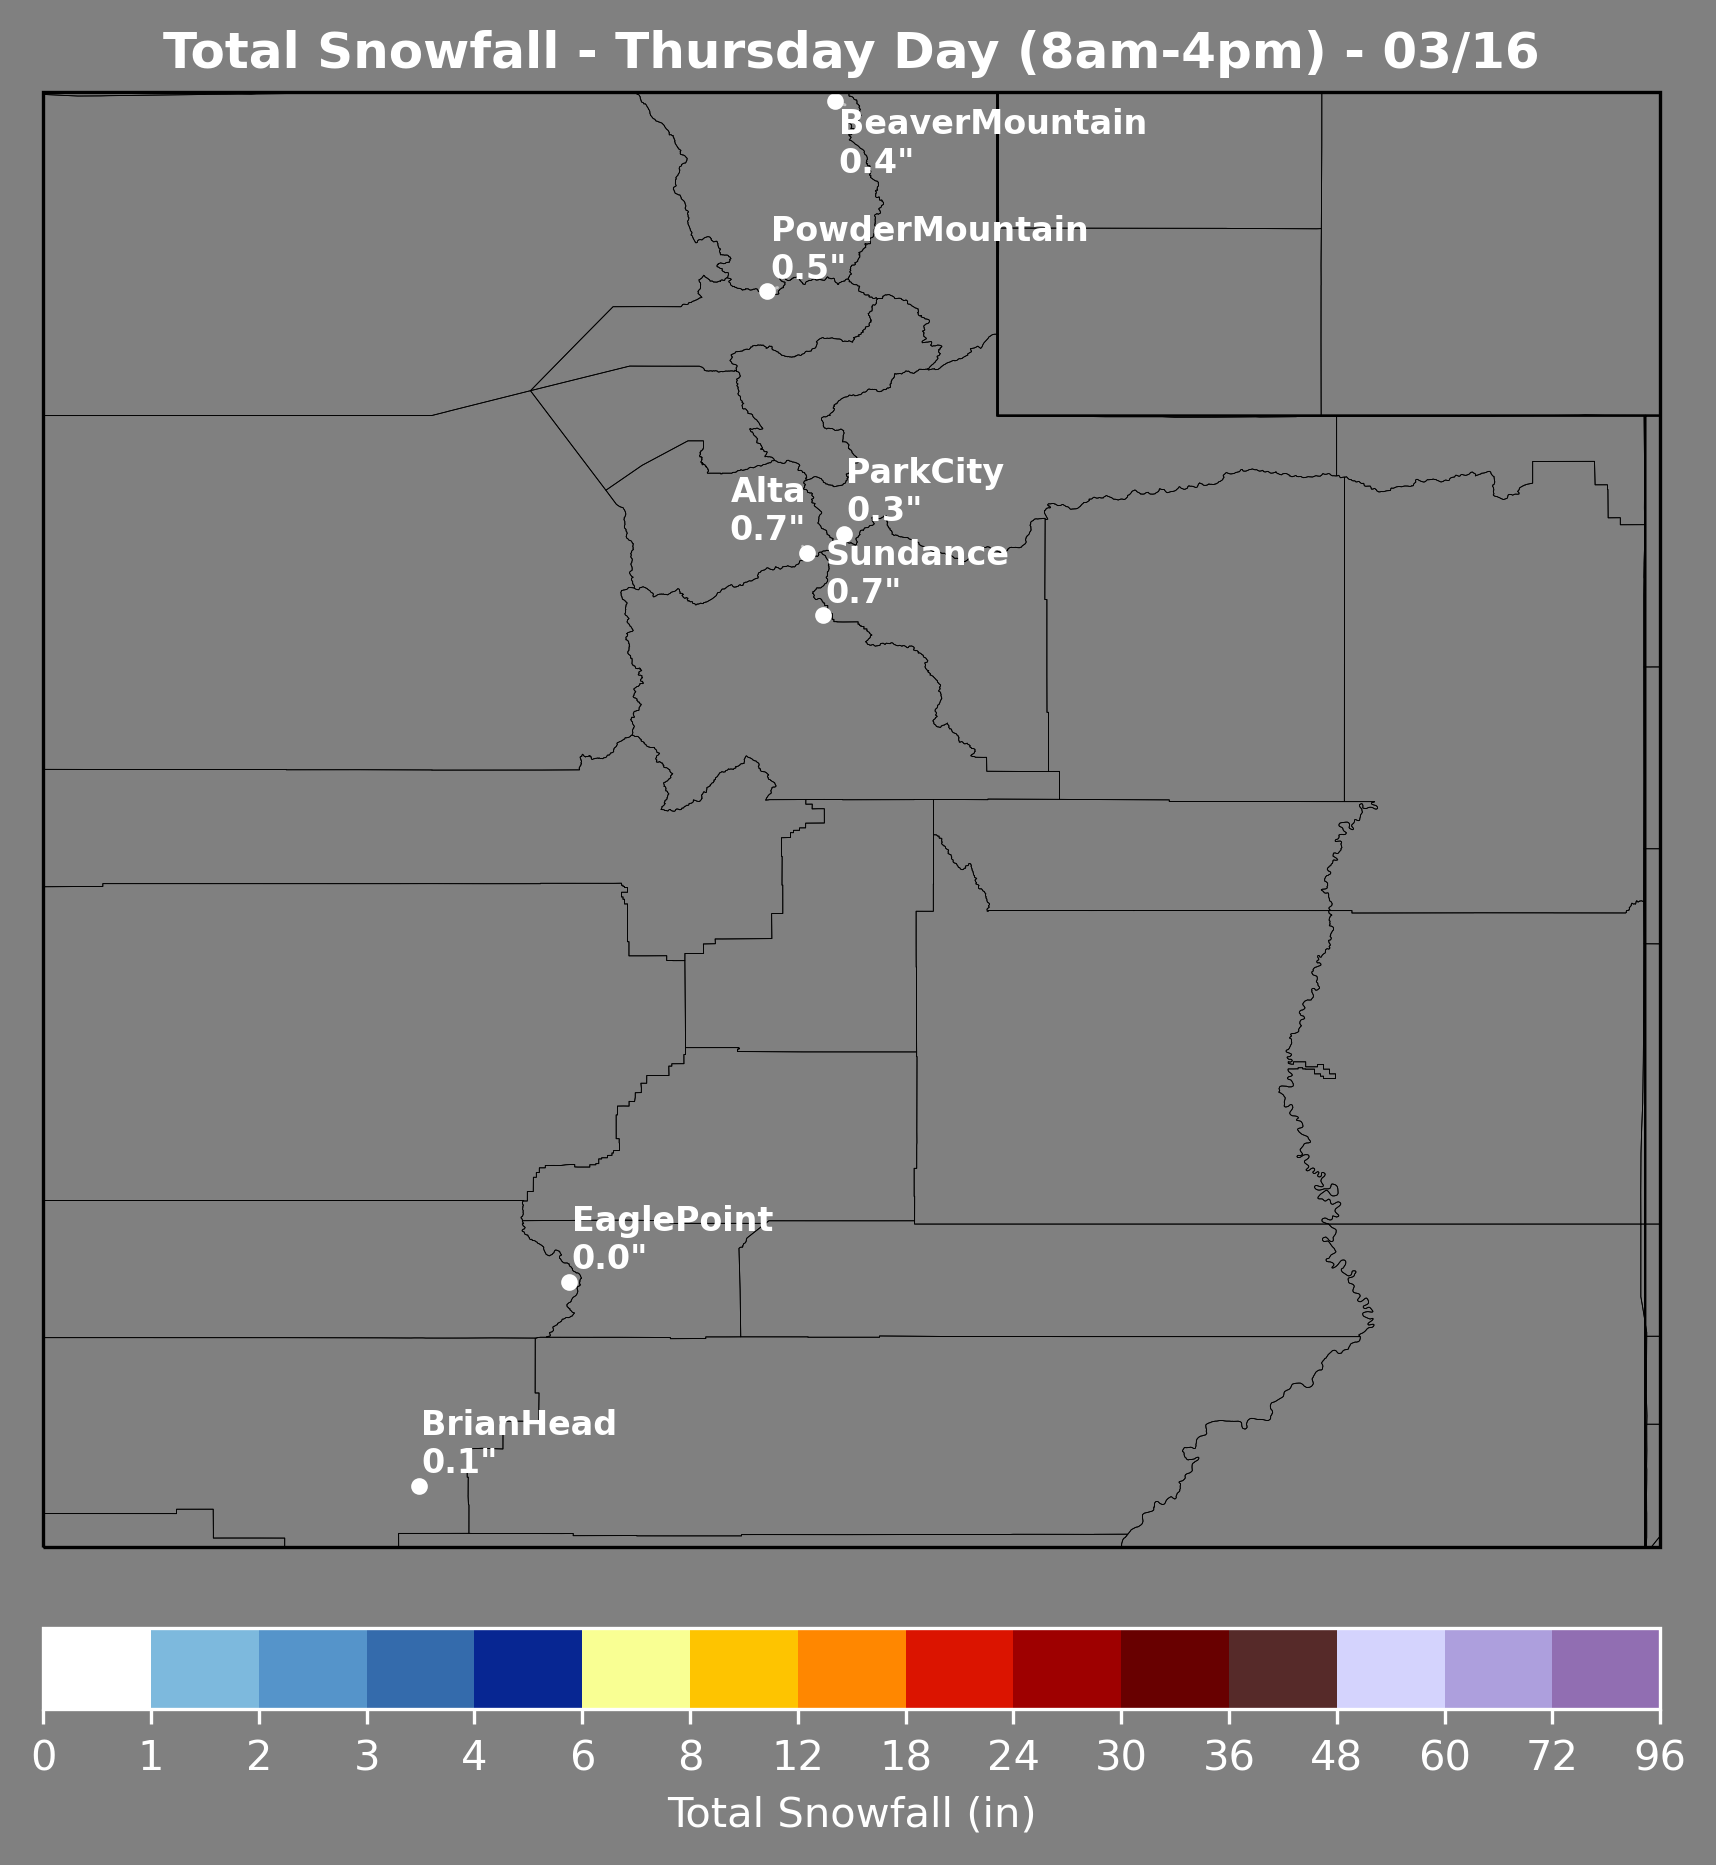 Total Snowfall - Thursday Day (8am-4pm) - 03/16
BeaverMountain
0.4"
PowderMountain
0.5"
ParkCity
0.3"
Alta
0.7"
Sundance
0.7"
EaglePoint
0.0"
BrianHead
0.1"
0 1 2 3 4 6 8 12 18 24 30 36 48 60 72 96
Total Snowfall (in)